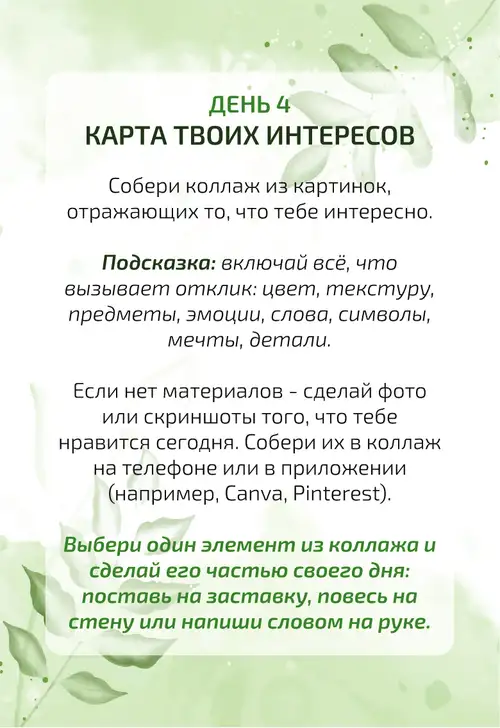 ДЕНЬ 4
КАРТА ТВОИХ ИНТЕРЕСОВ
Собери коллаж из картинок,
отражающих то, что тебе интересно.
Подсказка: включай всё, что
вызывает отклик: цвет, текстуру,
предметы, эмоции, слова, символы,
мечты, детали.
Если нет материалов - сделай фото
или скриншоты того, что тебе
нравится сегодня. Собери их в коллаж
на телефоне или в приложении
(например, Canva, Pinterest).
Выбери один элемент из коллажа и
сделай его частью своего дня:
поставь на заставку, повесь на
стену или напиши словом на руке.